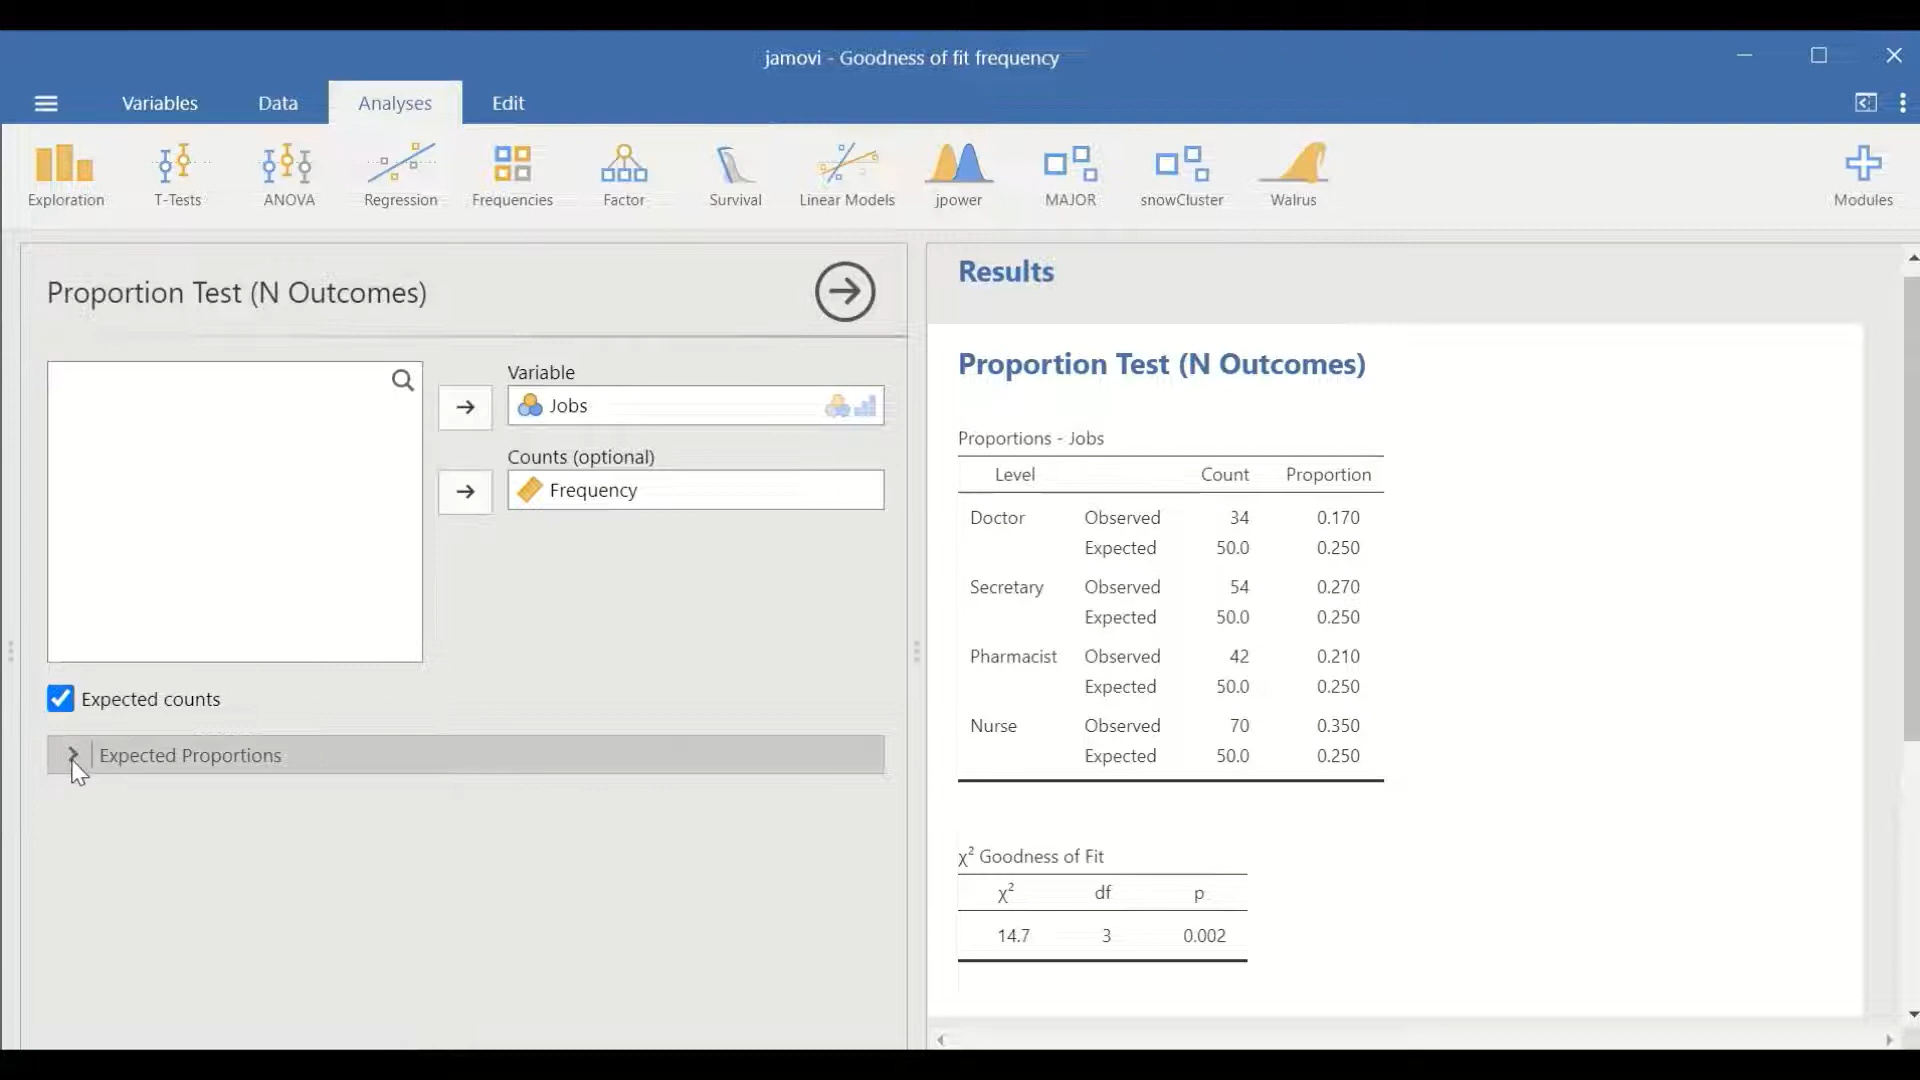 jamovi - Goodness of fit frequency
Variables Data Analyses Edit
Exploration T-Tests ANOVA Regression Frequencies Factor Survival Linear Models jpower MAJOR snowCluster Walrus Modules
Proportion Test (N Outcomes)
Variable
Jobs
Counts (optional)
Frequency
Expected counts
Expected Proportions
Results
Proportion Test (N Outcomes)
Proportions - Jobs
Level Count Proportion
Doctor Observed 34 0.170
Expected 50.0 0.250
Secretary Observed 54 0.270
Expected 50.0 0.250
Pharmacist Observed 42 0.210
Expected 50.0 0.250
Nurse Observed 70 0.350
Expected 50.0 0.250
χ² Goodness of Fit
χ² df p
14.7 3 0.002